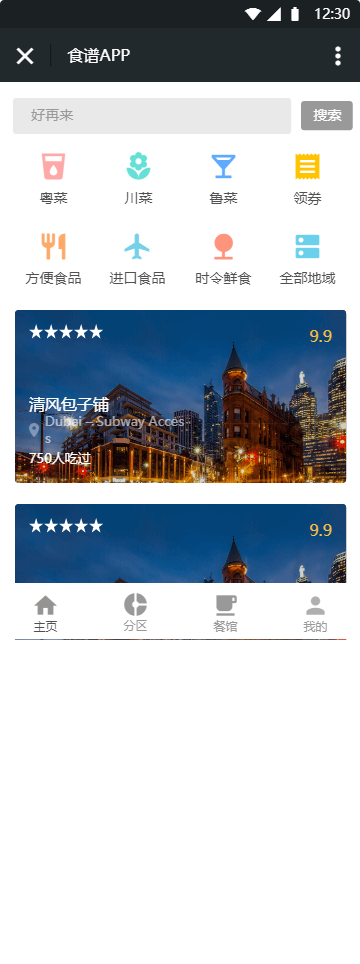 12:30
食谱APP
好再来
搜索
粤菜
川菜
鲁菜
领券
方便食品
进口食品
时令鲜食
全部地域
9.9
清风包子铺
Dubai – Subway Acces-
s
750人吃过
9.9
主页
分区
餐馆
我的